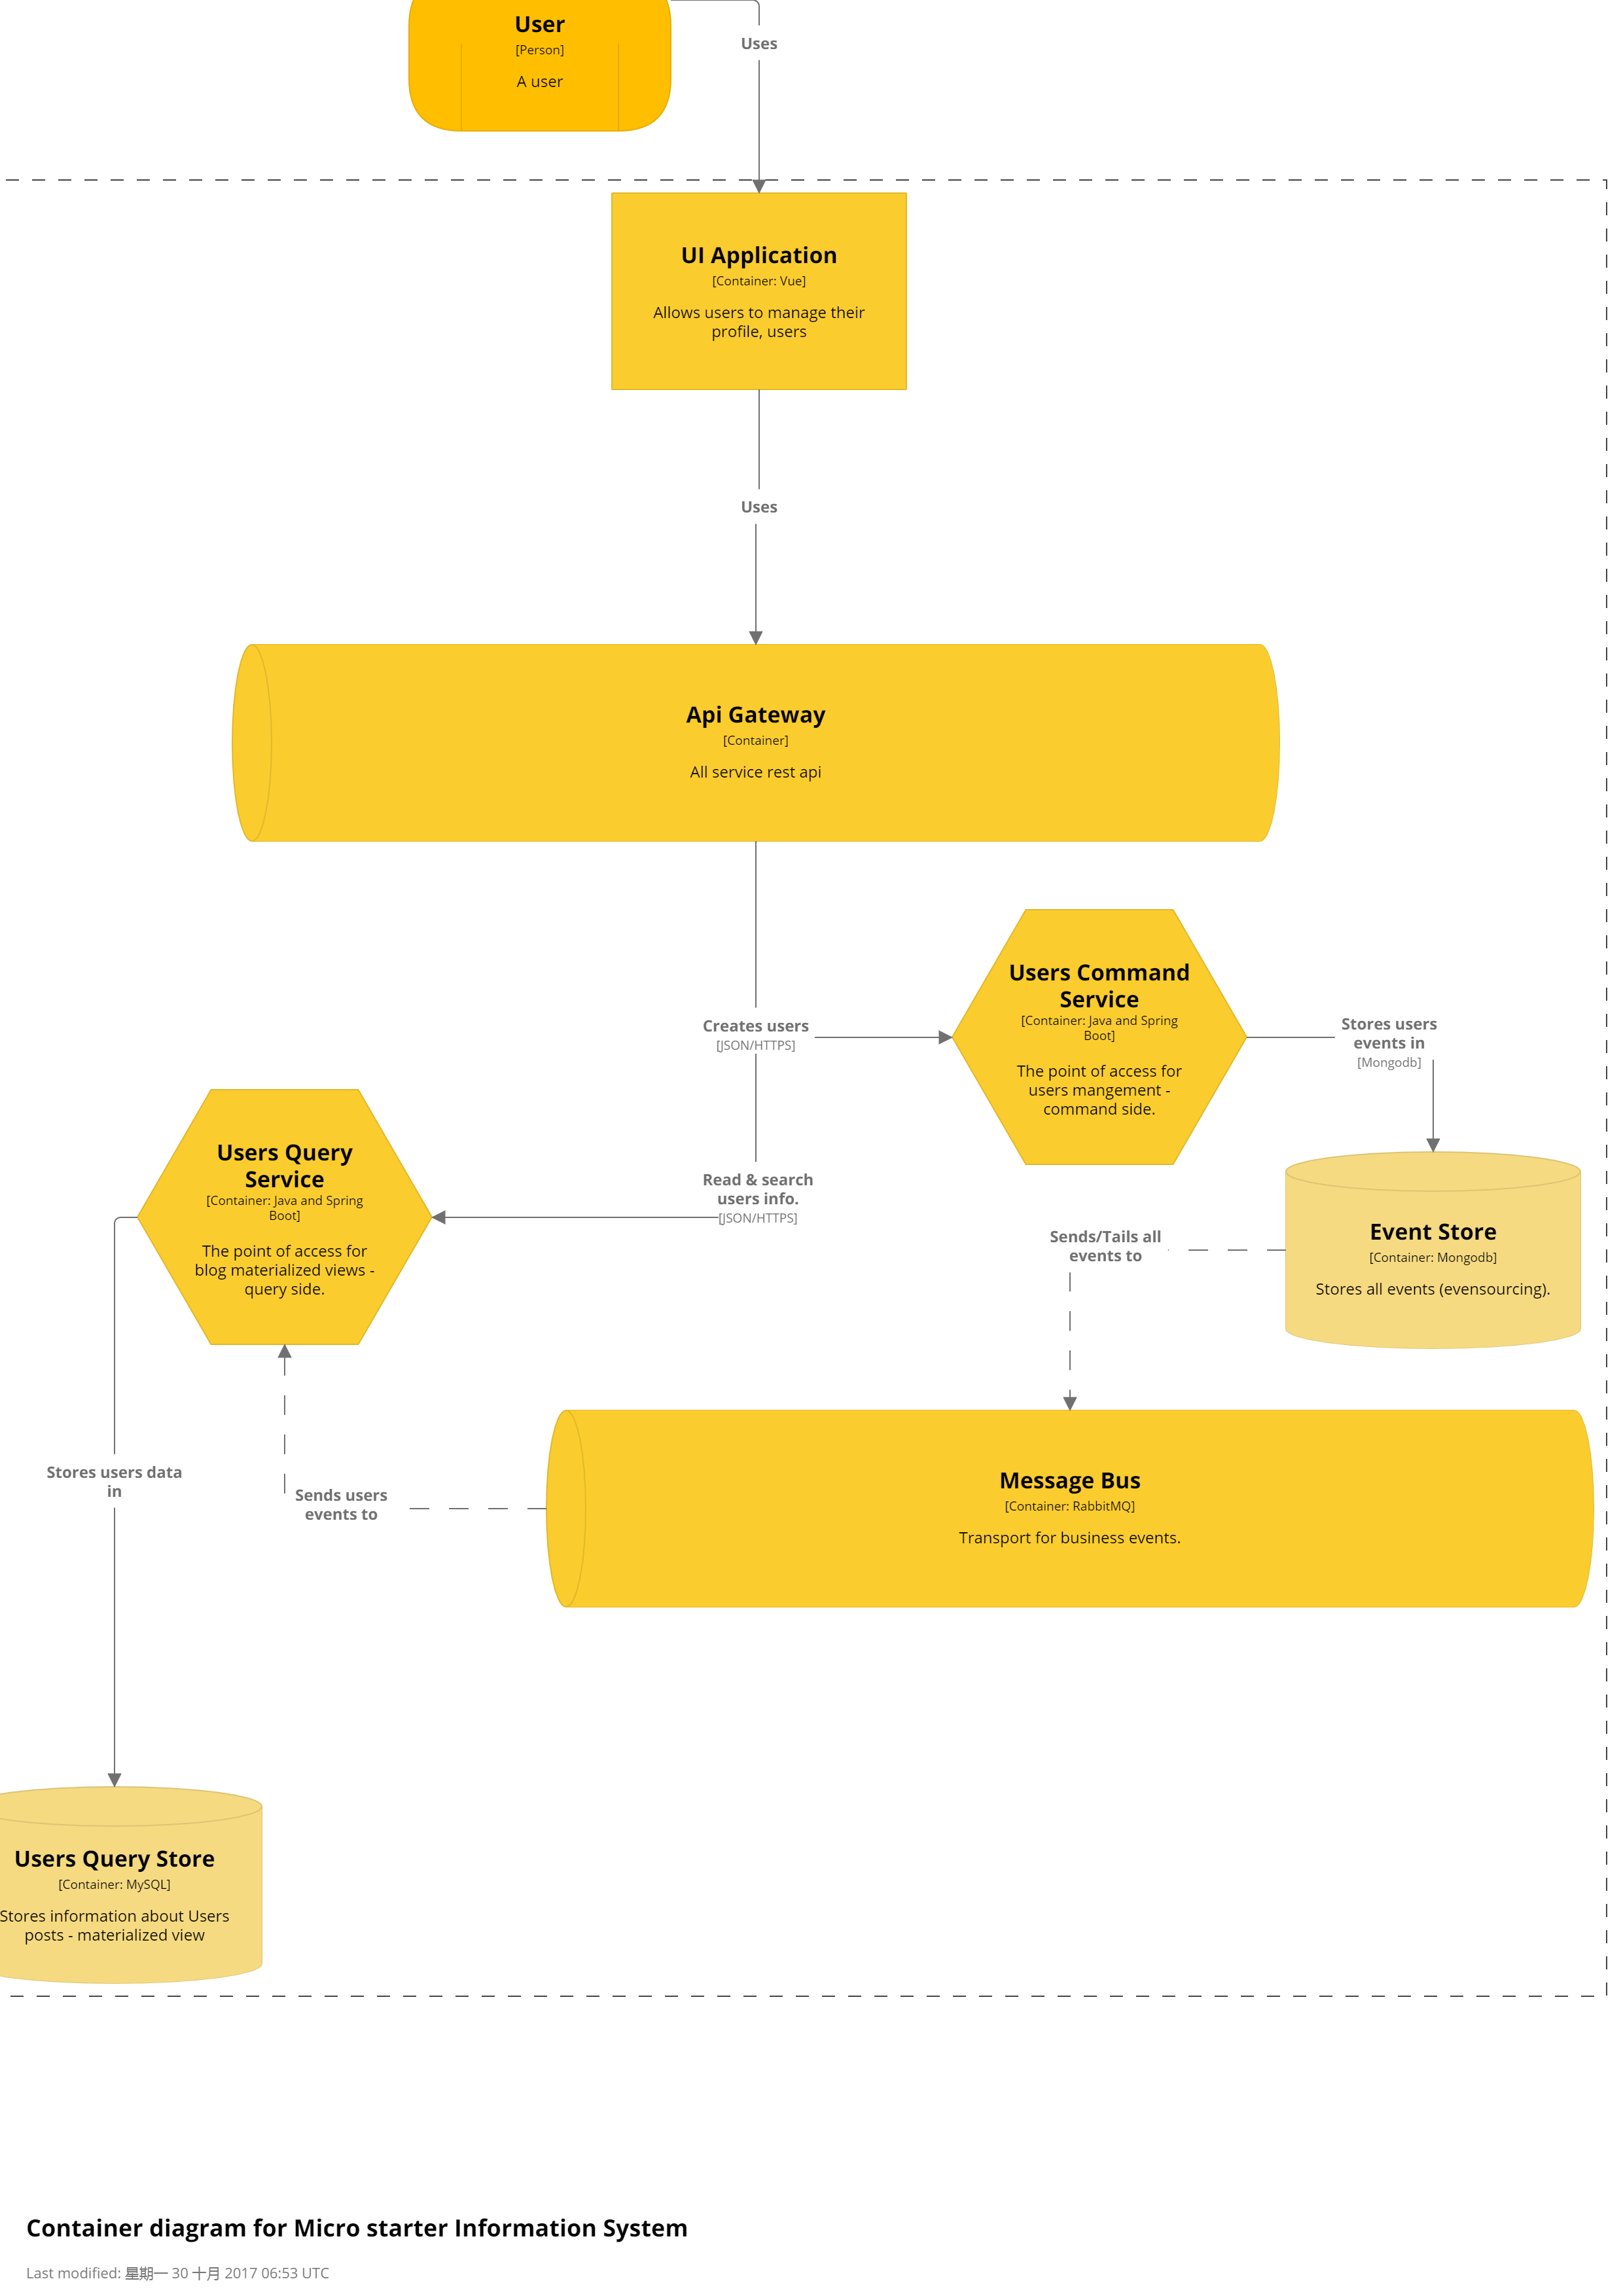 User
[Person]
A user
Uses
UI Application
[Container: Vue]
Allows users to manage their
profile, users
Uses
Api Gateway
[Container]
All service rest api
Creates users
[JSON/HTTPS]
Users Command
Service
[Container: Java and Spring
Boot]
The point of access for
users mangement -
command side.
Stores users
events in
[Mongodb]
Users Query
Service
[Container: Java and Spring
Boot]
The point of access for
blog materialized views -
query side.
Read & search
users info.
[JSON/HTTPS]
Sends/Tails all
events to
Event Store
[Container: Mongodb]
Stores all events (evensourcing).
Stores users data
in
Sends users
events to
Message Bus
[Container: RabbitMQ]
Transport for business events.
Users Query Store
[Container: MySQL]
Stores information about Users
posts - materialized view
Container diagram for Micro starter Information System
Last modified: 星期一 30 十月 2017 06:53 UTC